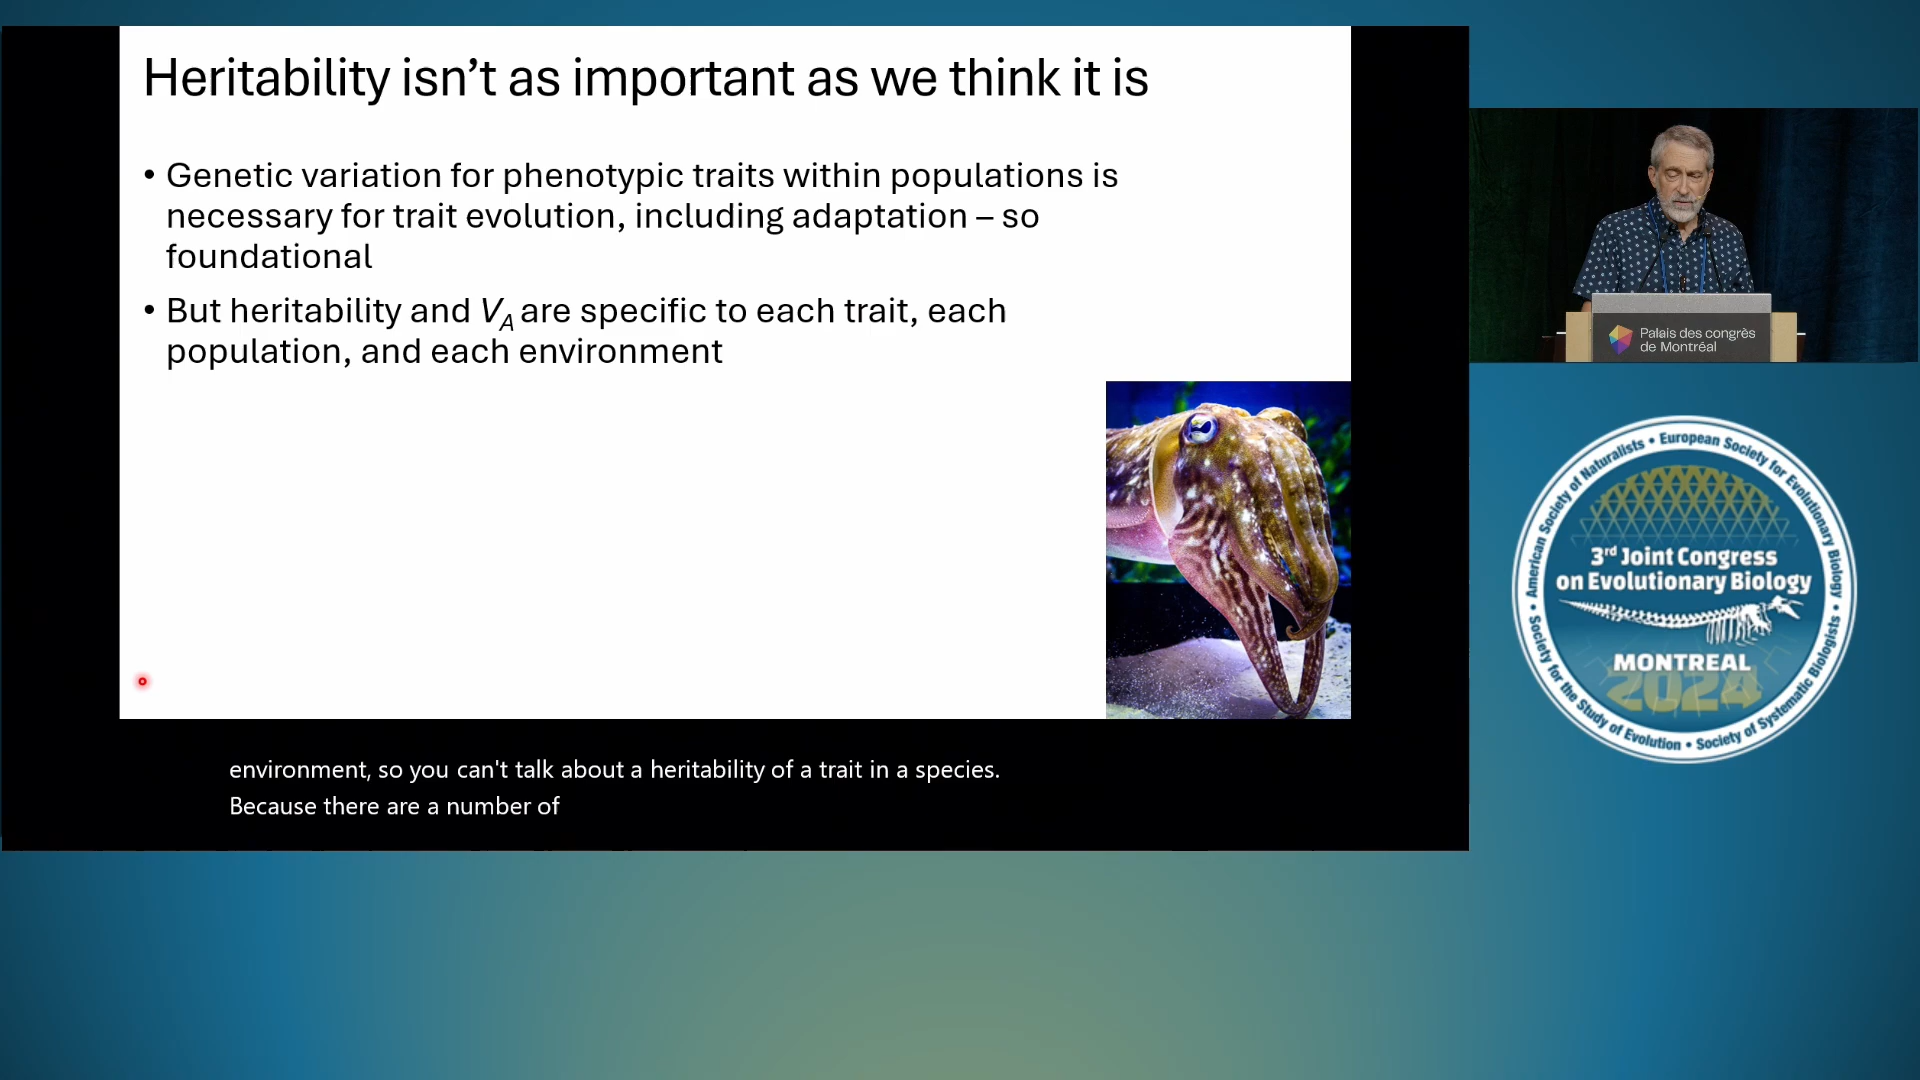 Heritability isn't as important as we think it is
• Genetic variation for phenotypic traits within populations is
necessary for trait evolution, including adaptation – so
foundational
• But heritability and VA are specific to each trait, each
population, and each environment
environment, so you can't talk about a heritability of a trait in a species.
Because there are a number of
Palais des congrès
de Montréal
American Society of Naturalists • European Society for Evolutionary Biology •
Society for the Study of Evolution • Society of Systematic Biologists •
3rd Joint Congress
on Evolutionary Biology
MONTREAL
2024